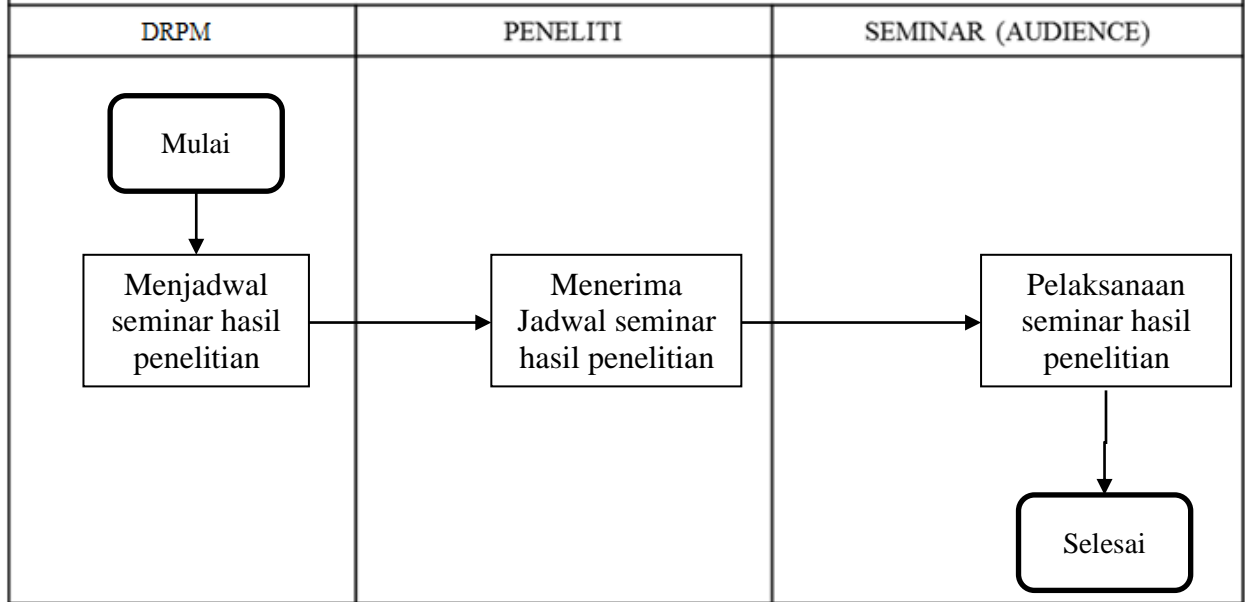 DRPM
PENELITI
SEMINAR (AUDIENCE)
Mulai
Menjadwal
seminar hasil
penelitian
Menerima
Jadwal seminar
hasil penelitian
Pelaksanaan
seminar hasil
penelitian
Selesai